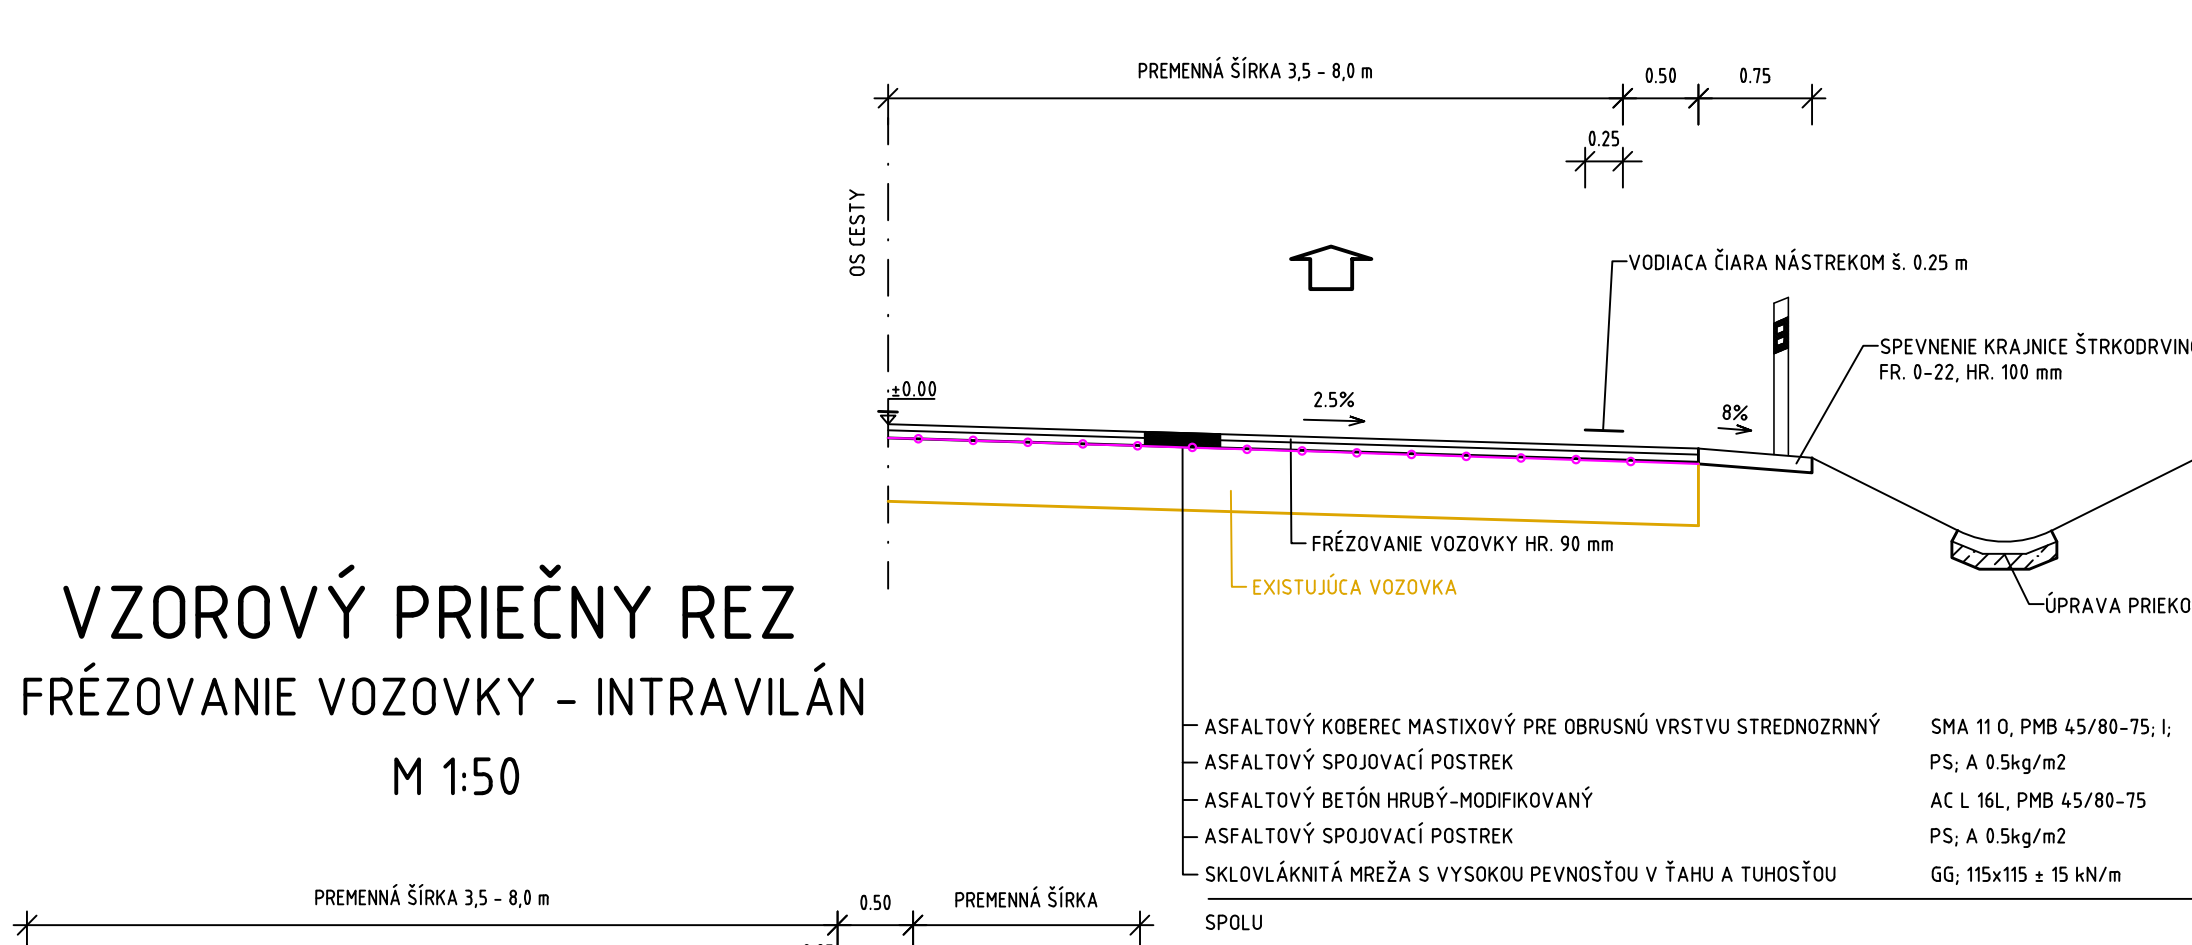 PREMENNÁ ŠÍRKA 3,5 - 8,0 m
0.50
0.75
0.25
OS CESTY
VODIACA ČIARA NÁSTREKOM š. 0.25 m
SPEVNENIE KRAJNICE
FR. 0-22, HR. 100 mm
±0.00
2.5%
8%
FRÉZOVANIE VOZOVKY HR. 90 mm
EXISTUJÚCA VOZOVKA
ÚPRAVA
VZOROVÝ PRIEČNY REZ
FRÉZOVANIE VOZOVKY - INTRAVILÁN
M 1:50
ASFALTOVÝ KOBEREC MASTIXOVÝ PRE OBRUSNÚ VRSTVU STREDNOZRNNÝ SMA 11 O, PMB 45/80-75; I;
ASFALTOVÝ SPOJOVACÍ POSTREK PS; A 0.5kg/m2
ASFALTOVÝ BETÓN HRUBÝ-MODIFIKOVANÝ AC L 16L, PMB 45/80-75
ASFALTOVÝ SPOJOVACÍ POSTREK PS; A 0.5kg/m2
SKLOVLÁKNITÁ MREŽA S VYSOKOU PEVNOSŤOU V ŤAHU A TUHOSŤOU GG; 115x115 ± 15 kN/m
SPOLU
PREMENNÁ ŠÍRKA 3,5 - 8,0 m
0.50
PREMENNÁ ŠÍRKA